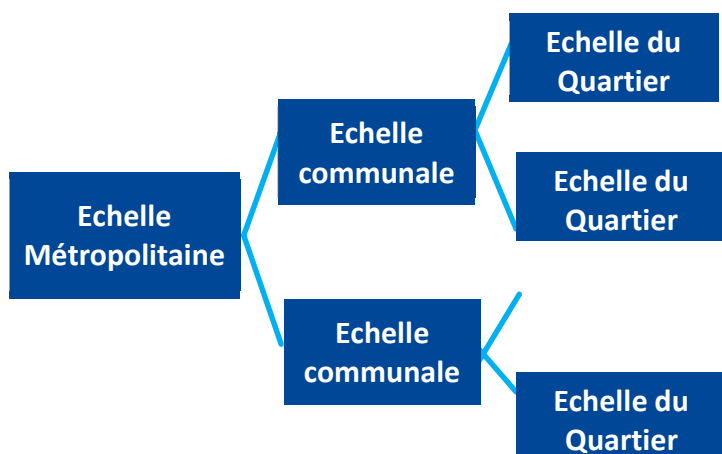 Echelle
Métropolitaine
Echelle
communale
Echelle du
Quartier
Echelle du
Quartier
Echelle
communale
Echelle du
Quartier